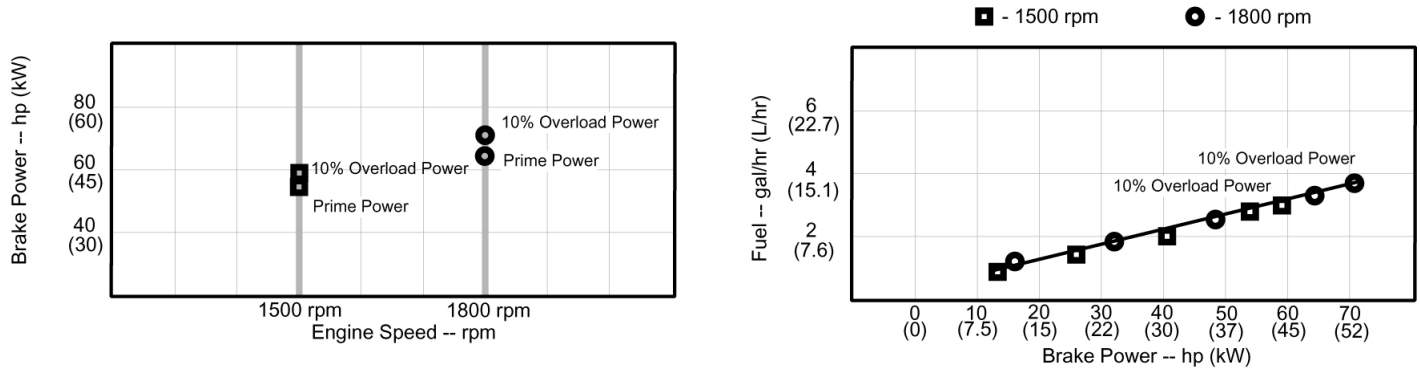 Brake Power -- hp (kW)
80
(60)
60
(45)
40
(30)
10% Overload Power
Prime Power
10% Overload Power
Prime Power
1500 rpm
1800 rpm
Engine Speed -- rpm
- 1500 rpm
- 1800 rpm
Fuel -- gal/hr (L/hr)
6
(22.7)
4
(15.1)
2
(7.6)
10% Overload Power
10% Overload Power
0 10 20 30 40 50 60 70
(0) (7.5) (15) (22) (30) (37) (45) (52)
Brake Power -- hp (kW)